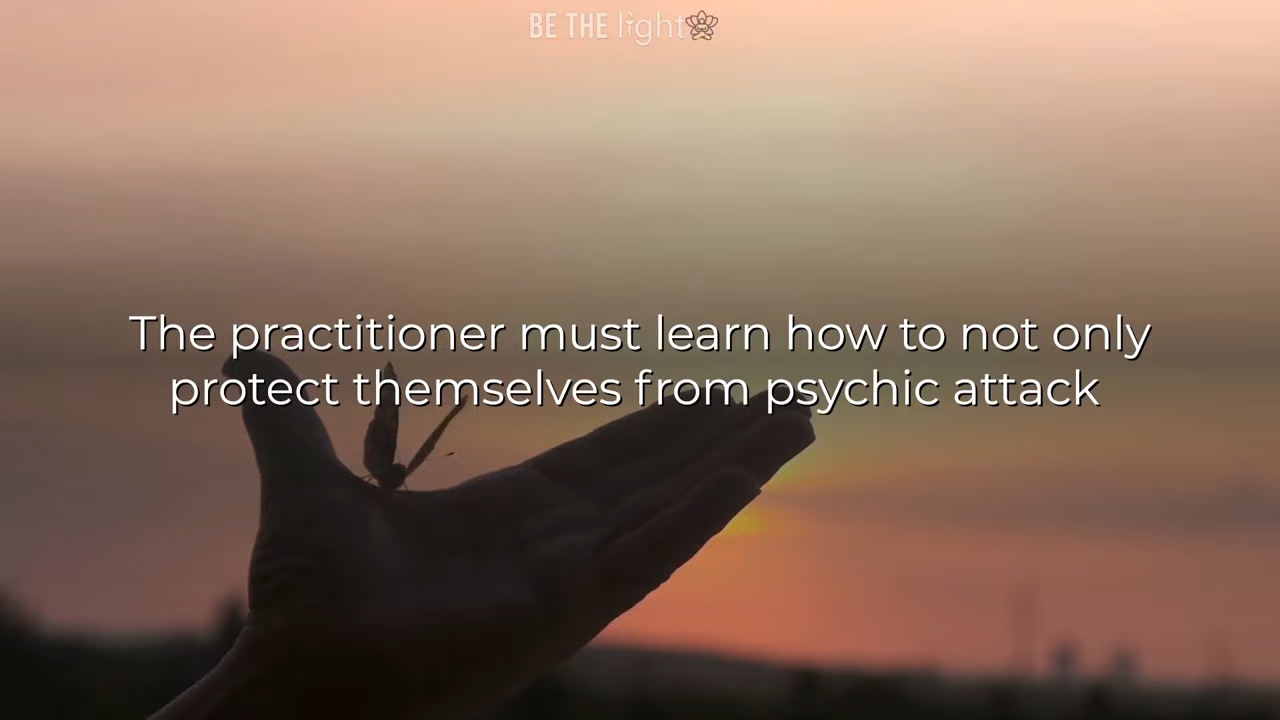 BE THE light
The practitioner must learn how to not only
protect themselves from psychic attack